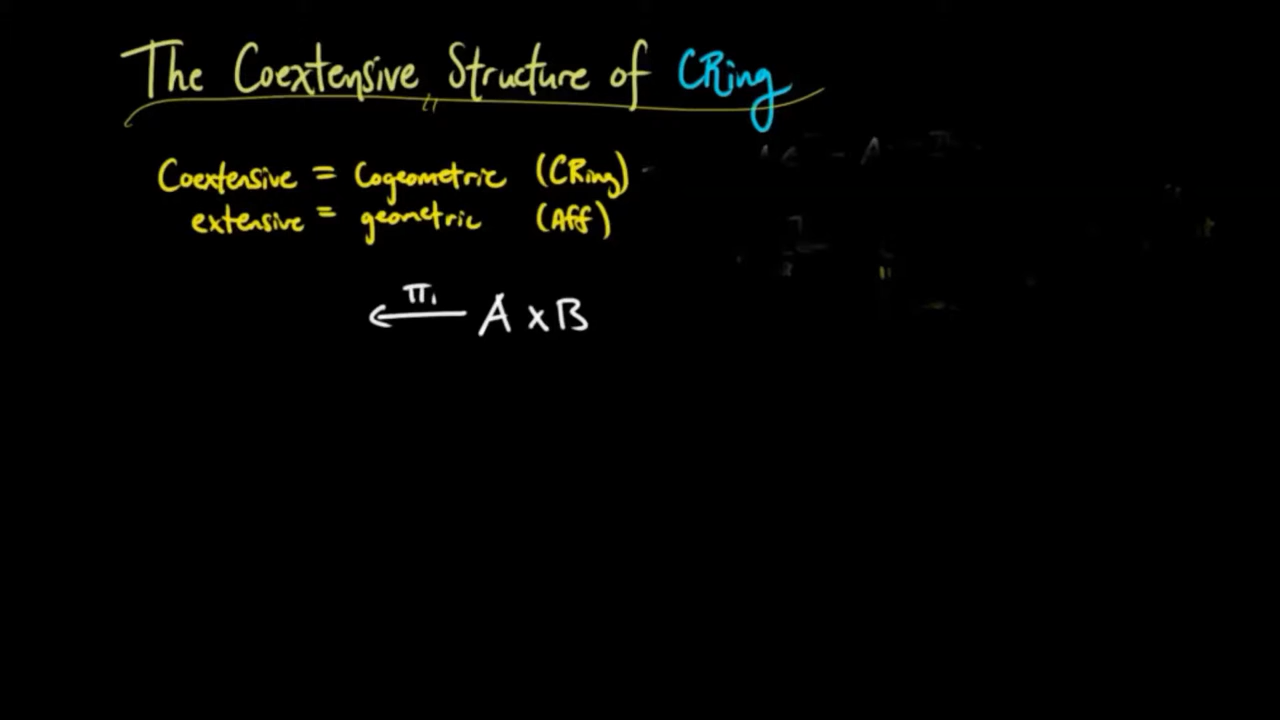 The Coextensive Structure of CRing
Coextensive = Cogeometric (CRing)
extensive = geometric (Aff)
π₁
← A × B